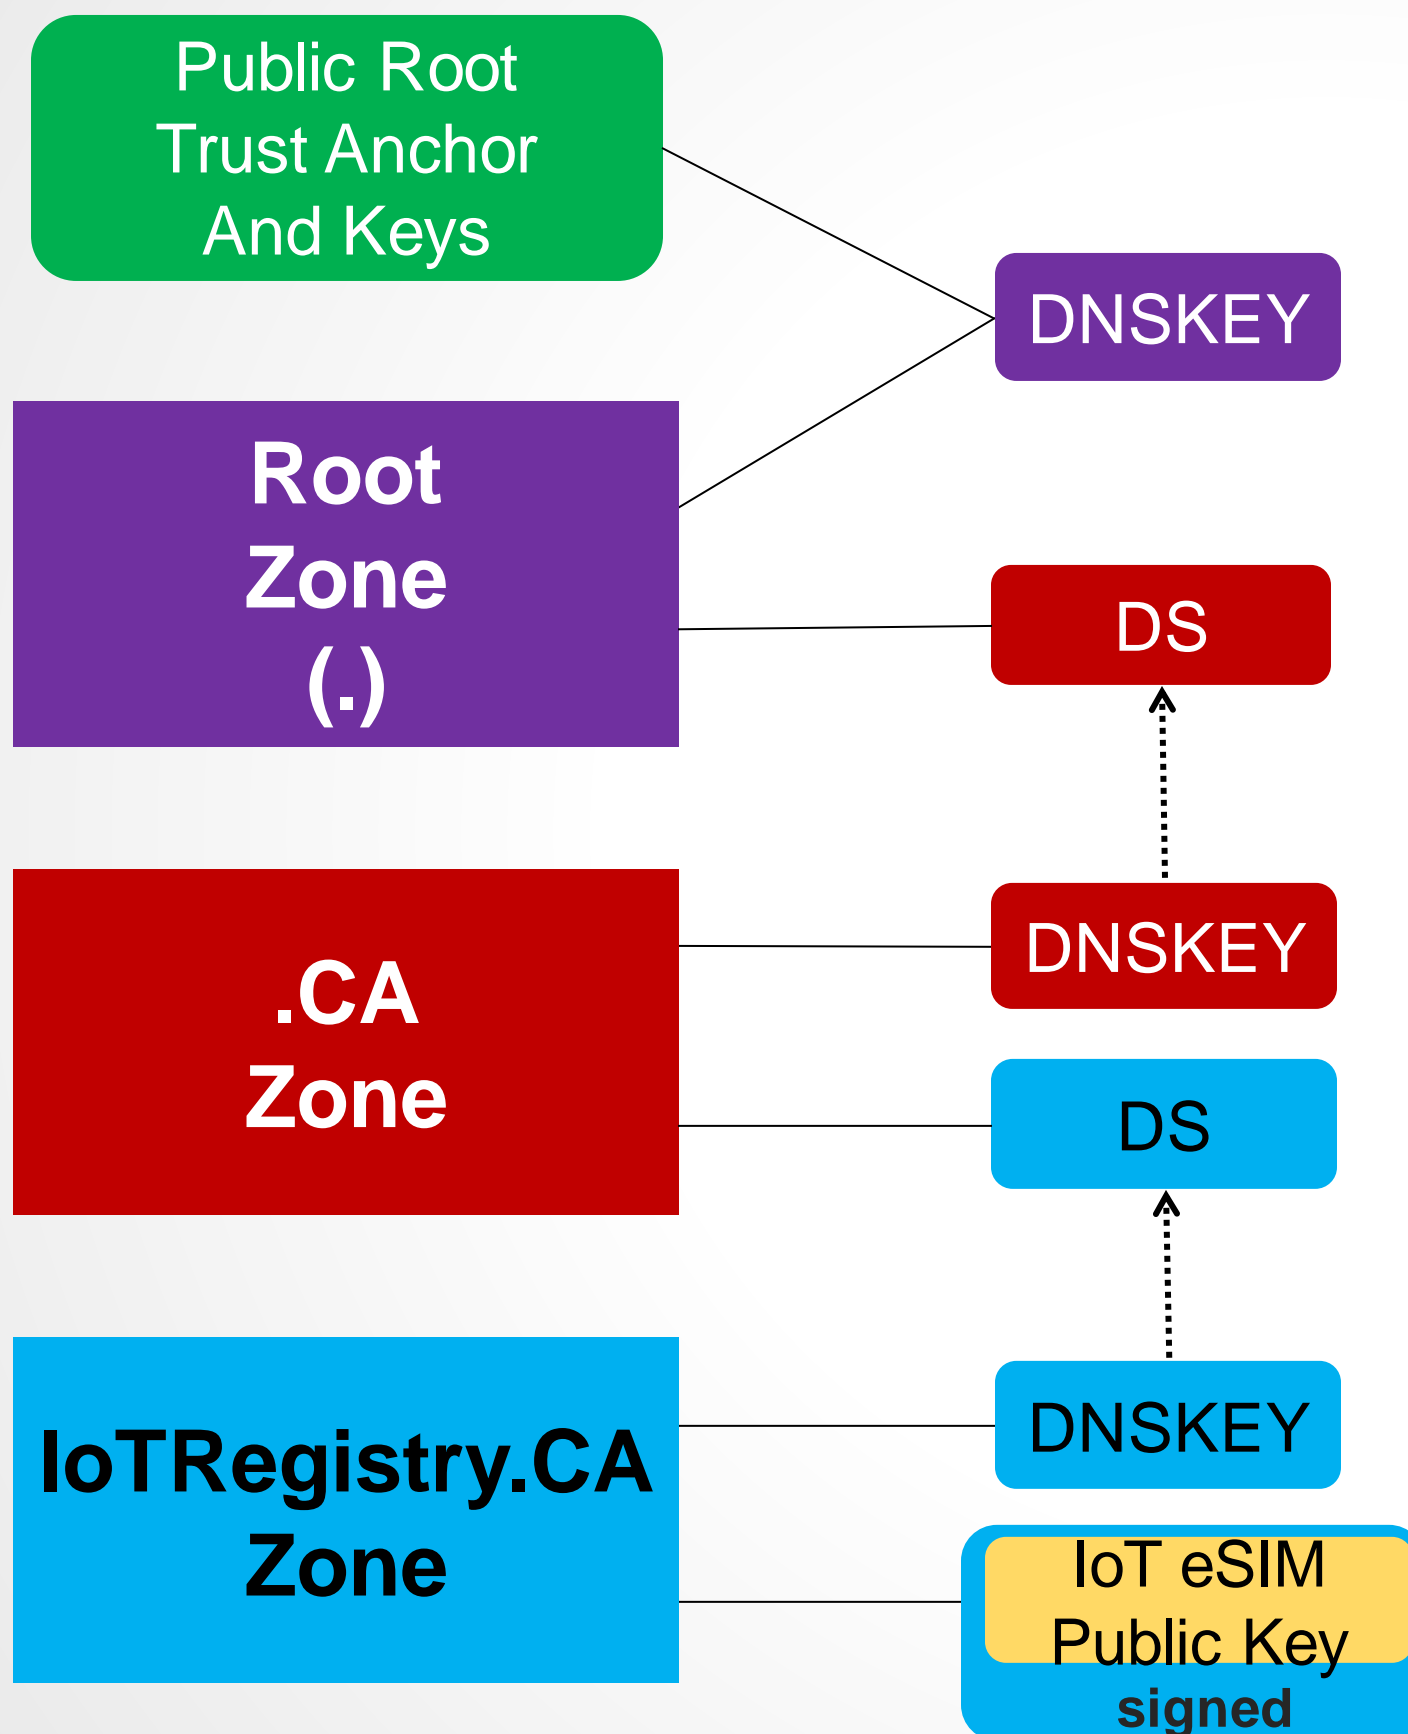 Public Root
Trust Anchor
And Keys
DNSKEY
Root
Zone
(.)
DS
.CA
Zone
DNSKEY
DS
IoTRegistry.CA
Zone
DNSKEY
IoT eSIM
Public Key
signed